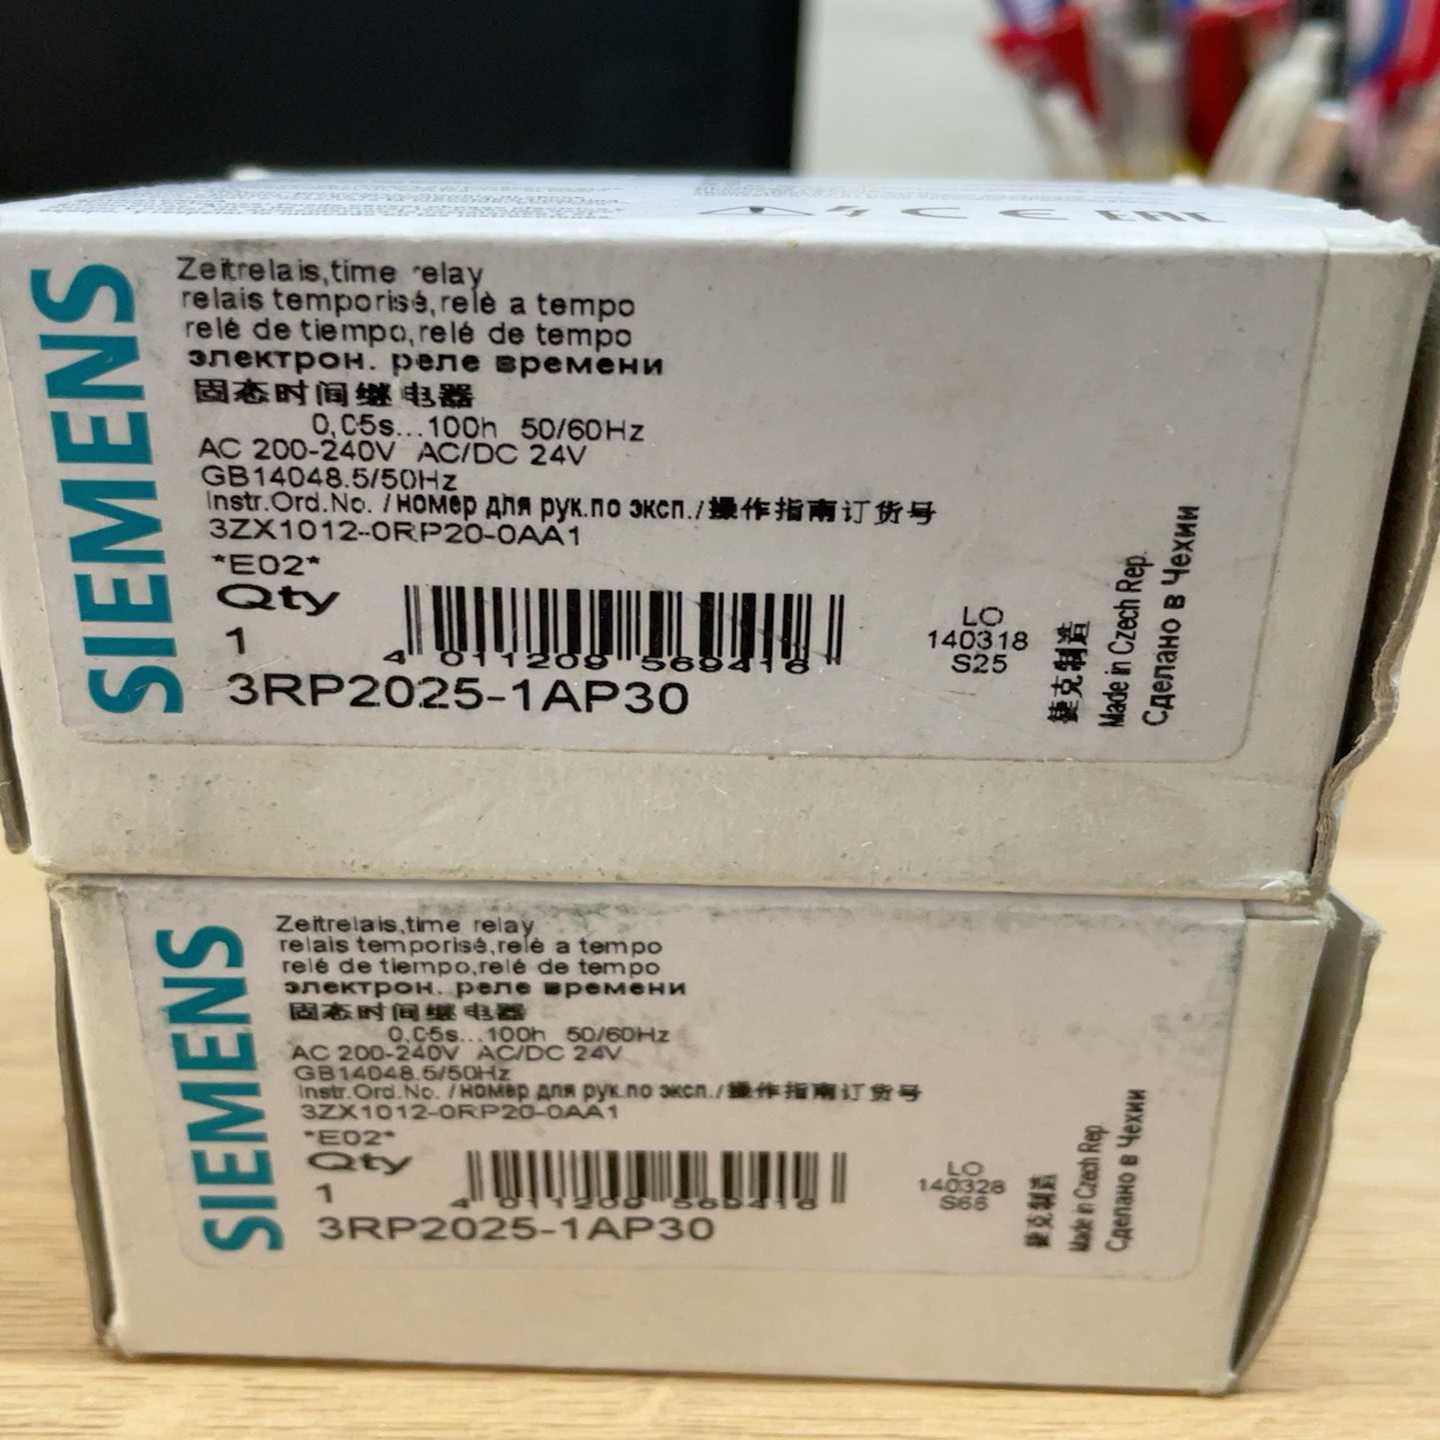 CE EAC
SIEMENS
Zeitrelais,time relay
relais temporisé,relè a tempo
relé de tiempo,relé de tempo
электрон. реле времени
固态时间继电器
0,05s...100h 50/60Hz
AC 200-240V AC/DC 24V
GB14048.5/50Hz
Instr.Ord.No. /номер для рук.по эксп./操作指南订货号
3ZX1012-0RP20-0AA1
*E02*
Qty
1
4 011209 569416
3RP2025-1AP30
LO
140318
S25
捷克制造
Made in Czech Rep.
Сделано в Чехии
SIEMENS
Zeitrelais,time relay
relais temporisé,relè a tempo
relé de tiempo,relé de tempo
электрон. реле времени
固态时间继电器
0,05s...100h 50/60Hz
AC 200-240V AC/DC 24V
GB14048.5/50Hz
Instr.Ord.No. /номер для рук.по эксп./操作指南订货号
3ZX1012-0RP20-0AA1
*E02*
Qty
1
4 011209 569416
3RP2025-1AP30
LO
140328
S66
捷克制造
Made in Czech Rep.
Сделано в Чехии